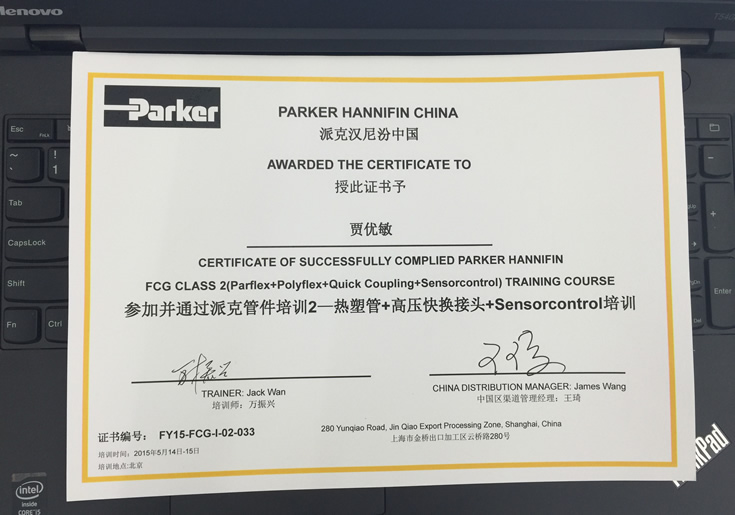 lenovo
Parker
PARKER HANNIFIN CHINA
派克汉尼汾中国
AWARDED THE CERTIFICATE TO
授此证书予
贾优敏
CERTIFICATE OF SUCCESSFULLY COMPLIED PARKER HANNIFIN
FCG CLASS 2(Parflex+Polyflex+Quick Coupling+Sensorcontrol) TRAINING COURSE
参加并通过派克管件培训2—热塑管+高压快换接头+Sensorcontrol培训
TRAINER: Jack Wan
培训师：万振兴
CHINA DISTRIBUTION MANAGER: James Wang
中国区渠道管理经理：王琦
证书编号： FY15-FCG-I-02-033
280 Yunqiao Road, Jin Qiao Export Processing Zone, Shanghai, China
上海市金桥出口加工区云桥路280号
培训时间：2015年5月14日-15日
培训地点:北京
Esc
FnLk
~
`
!
1
Tab
CapsLock
Shift
Fn
Ctrl
Enter
intel
inside
CORE i5